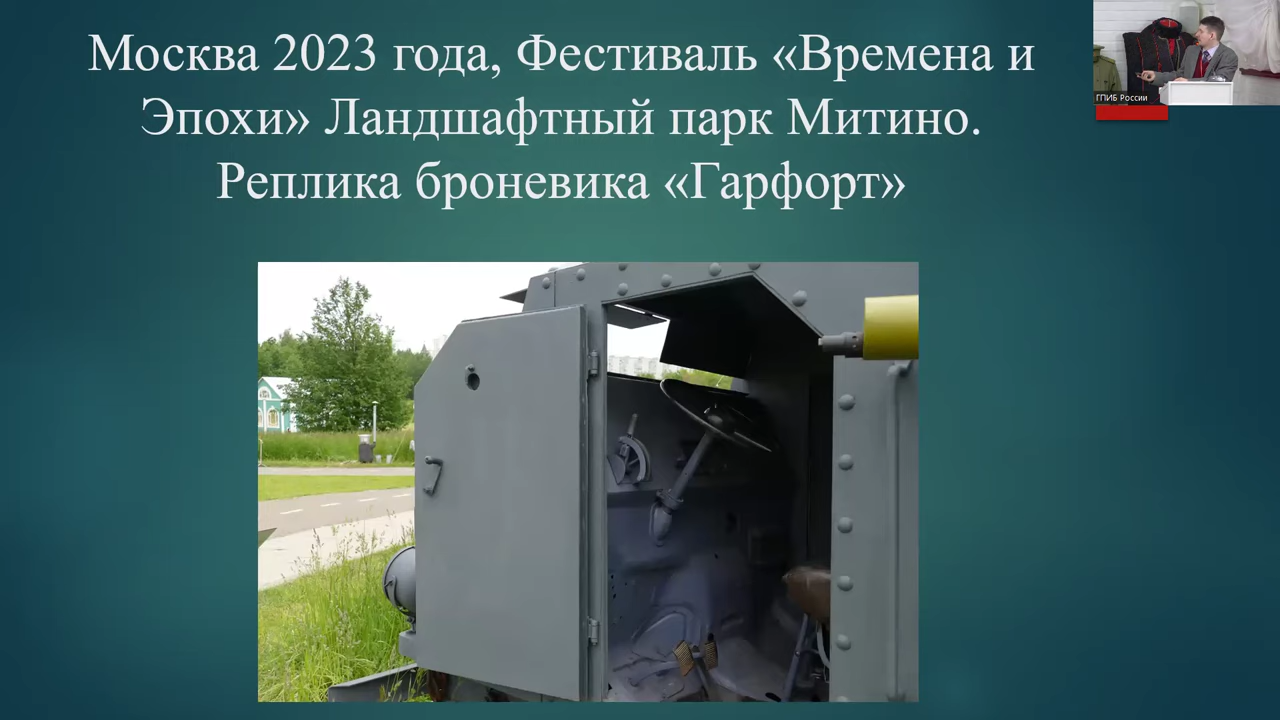 Москва 2023 года, Фестиваль «Времена и
Эпохи» Ландшафтный парк Митино.
Реплика броневика «Гарфорт»
ГПИБ России